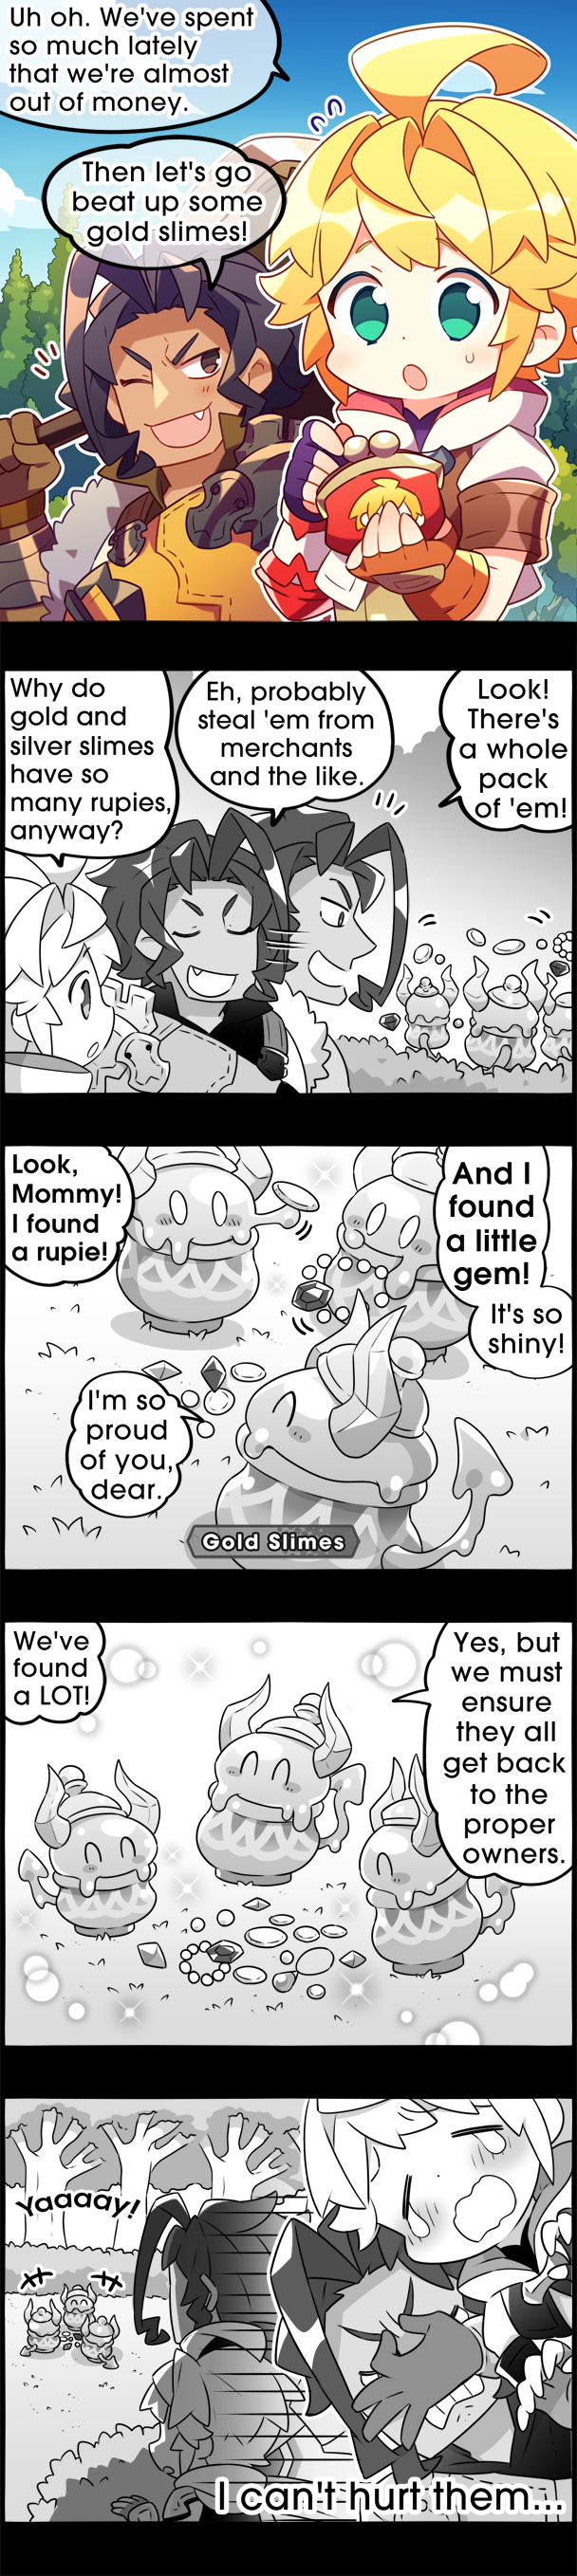 Uh oh. We've spent
so much lately
that we're almost
out of money.
Then let's go
beat up some
gold slimes!
Why do
gold and
silver slimes
have so
many rupies,
anyway?
Eh, probably
steal 'em from
merchants
and the like.
Look!
There's
a whole
pack
of 'em!
Look,
Mommy!
I found
a rupie!
And I
found
a little
gem!
It's so
shiny!
I'm so
proud
of you,
dear.
Gold Slimes
We've
found
a LOT!
Yes, but
we must
ensure
they all
get back
to the
proper
owners.
Yaaaay!
I can't hurt them...